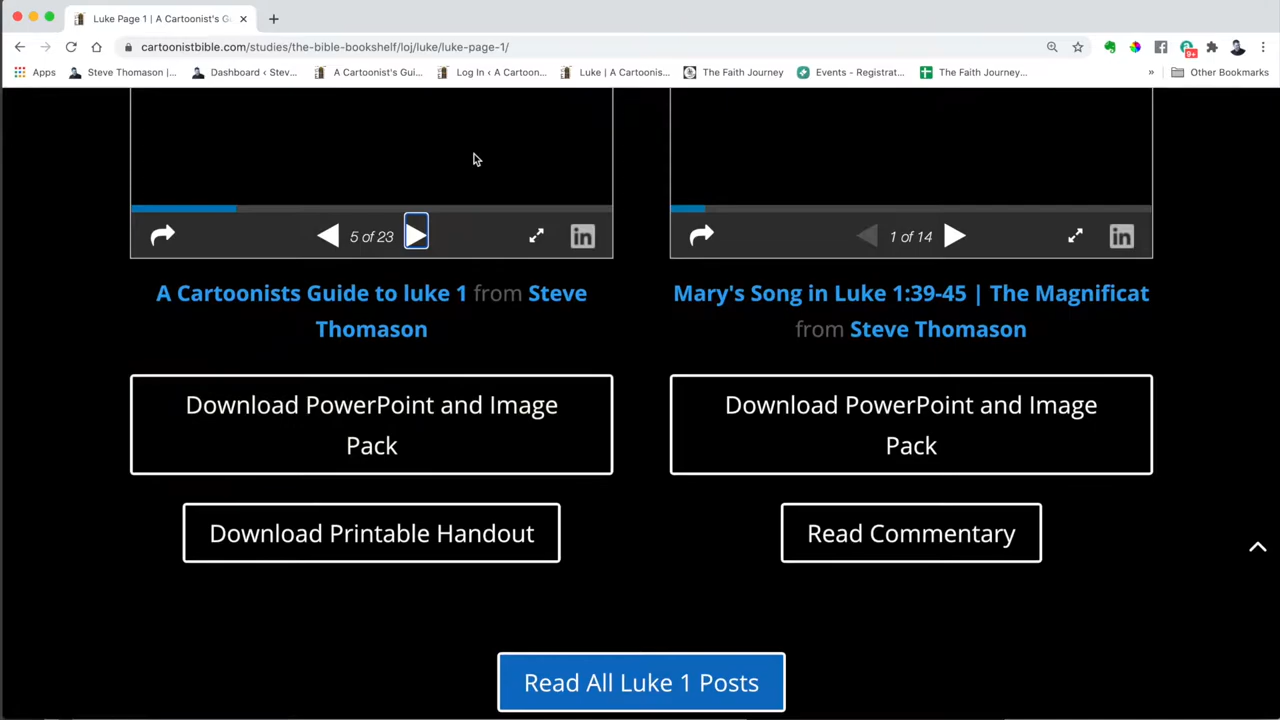 Luke Page 1 | A Cartoonist's G
cartoonistbible.com/studies/the-bible-bookshelf/loj/luke/luke-page-1/
9+
Apps Steve Thomason |... Dashboard ‹ Stev... A Cartoonist's Gui... Log In ‹ A Cartoon... Luke | A Cartoonis... The Faith Journey Events - Registrat... The Faith Journey... » Other Bookmarks
5 of 23 in 1 of 14 in
A Cartoonists Guide to luke 1 from Steve
Thomason
Mary's Song in Luke 1:39-45 | The Magnificat
from Steve Thomason
Download PowerPoint and Image
Pack
Download PowerPoint and Image
Pack
Download Printable Handout
Read Commentary
Read All Luke 1 Posts